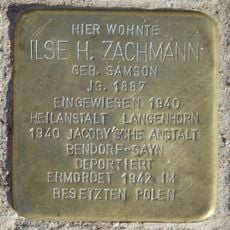 HIER WOHNTE
ILSE H. ZACHMANN
GEB. SAMSON
JG. 1887
EINGEWIESEN 1940
HEILANSTALT LANGENHORN
1940 JACOBY'SCHE ANSTALT
BENDORF-SAYN
DEPORTIERT
ERMORDET 1942 IM
BESETZTEN POLEN